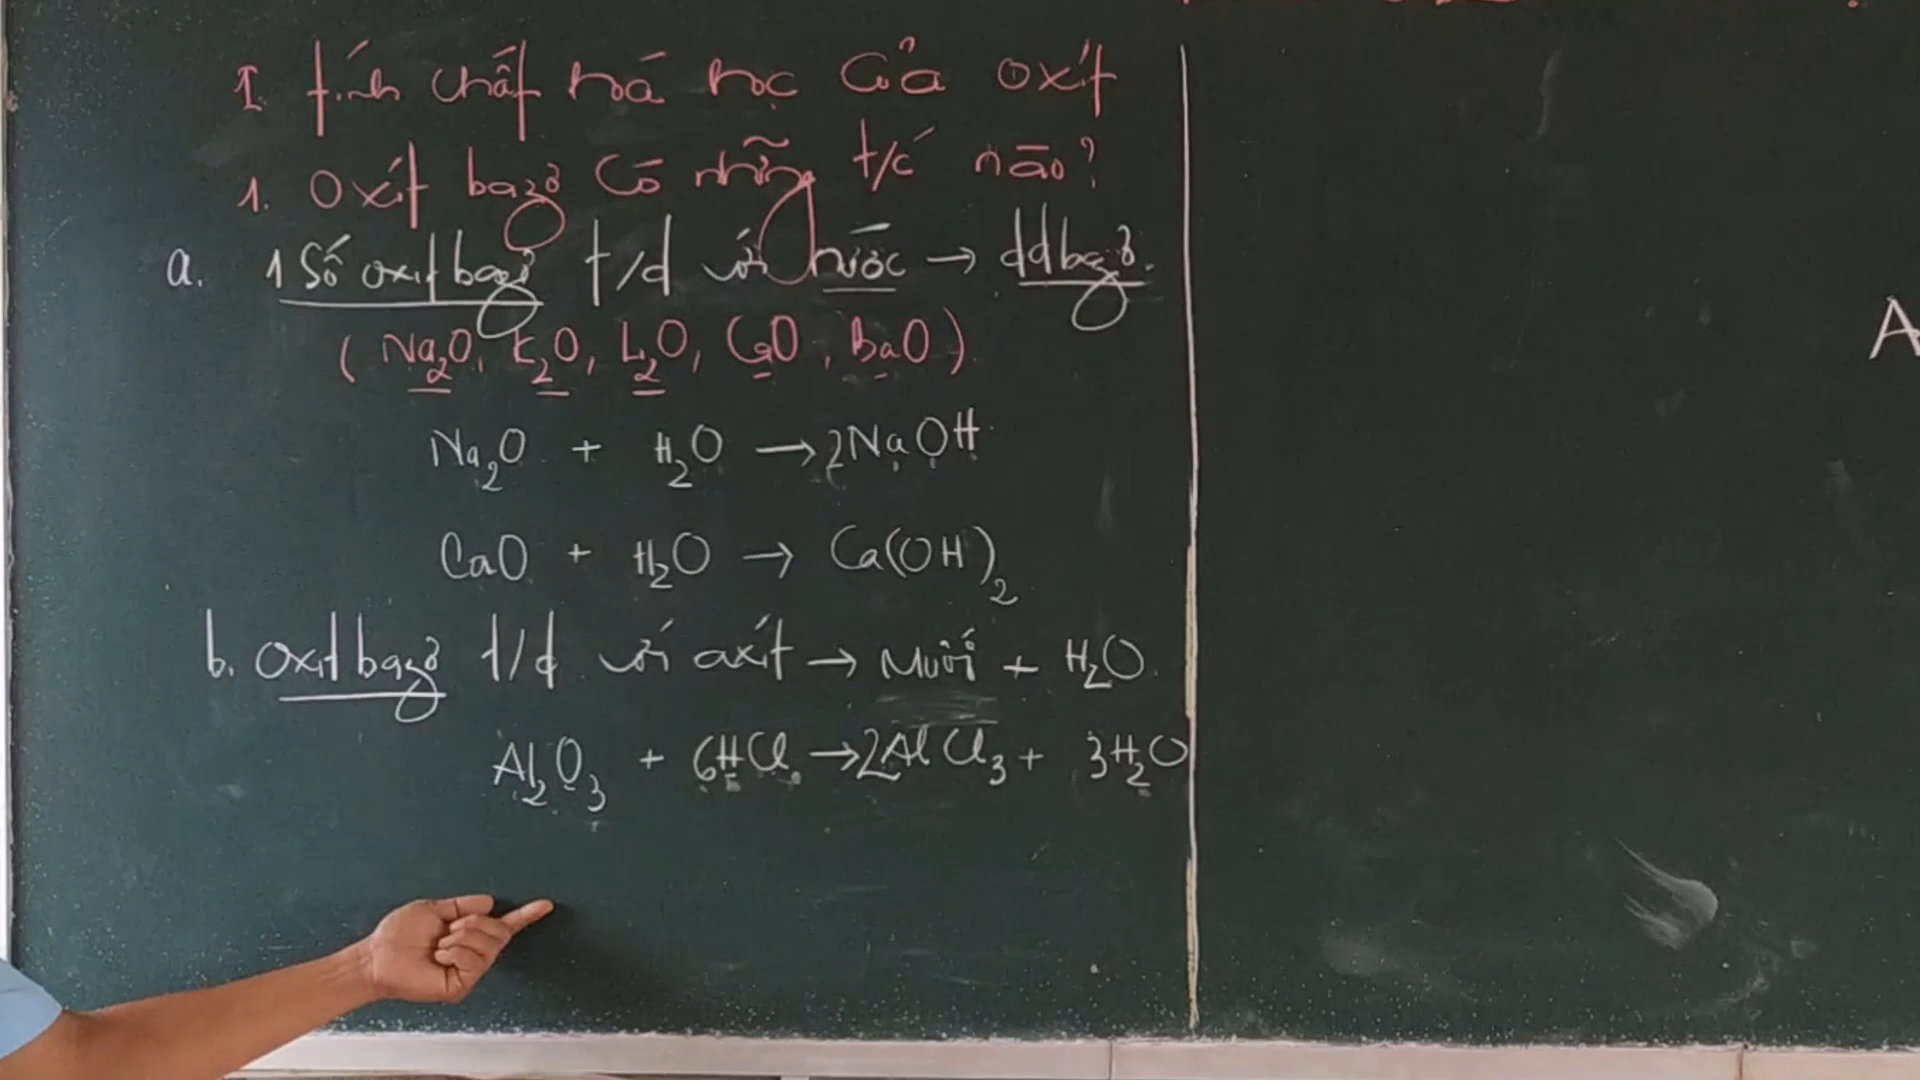 I. tính chất hoá học của oxit
1. Oxit bazơ có những t/c nào?
a. 1 số oxit bazơ t/d với nước → dd bazơ.
(Na₂O, K₂O, Li₂O, CaO, BaO)
Na₂O + H₂O → 2NaOH
CaO + H₂O → Ca(OH)₂
b. oxit bazơ t/d với axít → Muối + H₂O.
Al₂O₃ + 6HCl → 2AlCl₃ + 3H₂O
A